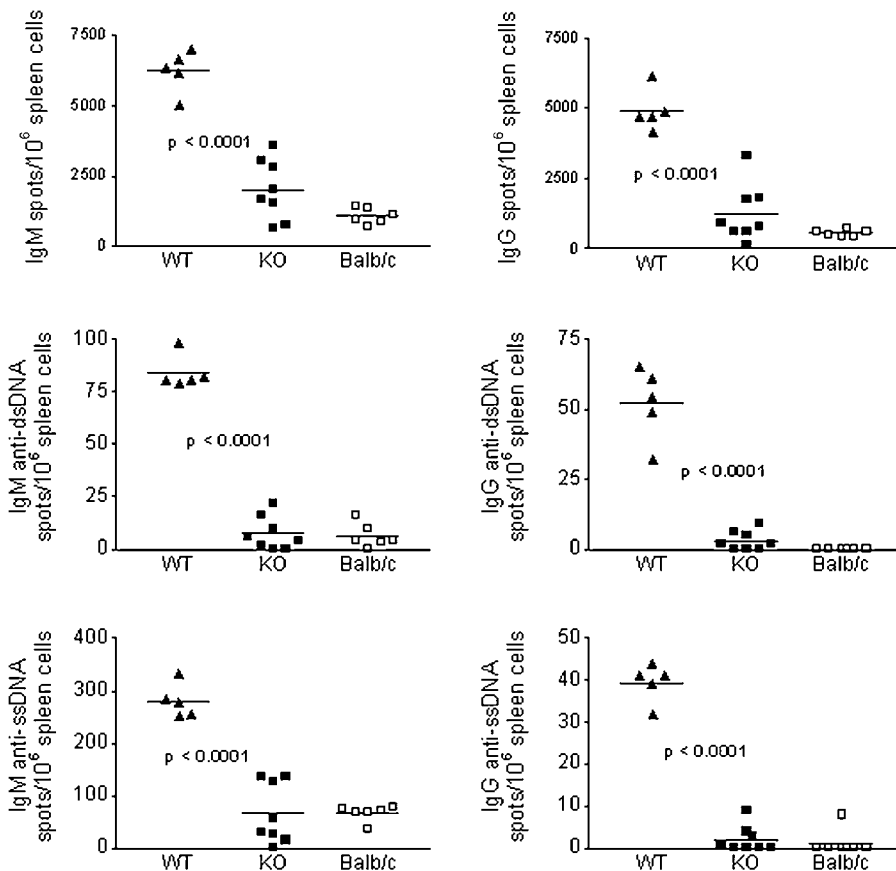 IgM spots/10⁶ spleen cells
7500
5000
2500
0
p < 0.0001
WT KO Balb/c
IgG spots/10⁶ spleen cells
7500
5000
2500
0
p < 0.0001
WT KO Balb/c
IgM anti-dsDNA
spots/10⁶ spleen cells
100
75
50
25
0
p < 0.0001
WT KO Balb/c
IgG anti-dsDNA
spots/10⁶ spleen cells
75
50
25
0
p < 0.0001
WT KO Balb/c
IgM anti-ssDNA
spots/10⁶ spleen cells
400
300
200
100
0
p < 0.0001
WT KO Balb/c
IgG anti-ssDNA
spots/10⁶ spleen cells
50
40
30
20
10
0
p < 0.0001
WT KO Balb/c